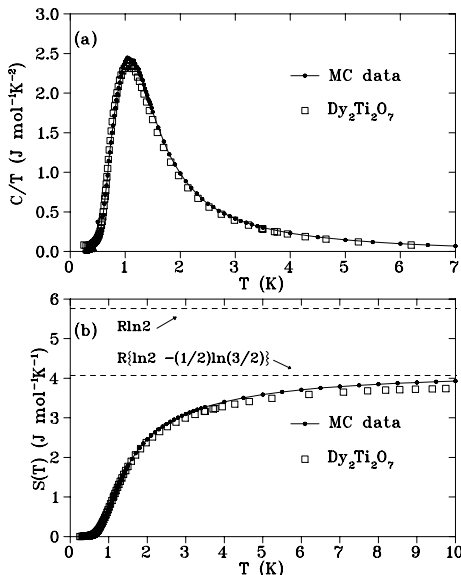 3.0
2.5
2.0
1.5
1.0
0.5
0.0
C/T (J mol⁻¹K⁻²)
(a)
MC data
Dy₂Ti₂O₇
0 1 2 3 4 5 6 7
T (K)
6
5
4
3
2
1
0
S(T) (J mol⁻¹K⁻¹)
(b)
Rln2
R{ln2 -(1/2)ln(3/2)}
MC data
Dy₂Ti₂O₇
0 1 2 3 4 5 6 7 8 9 10
T (K)